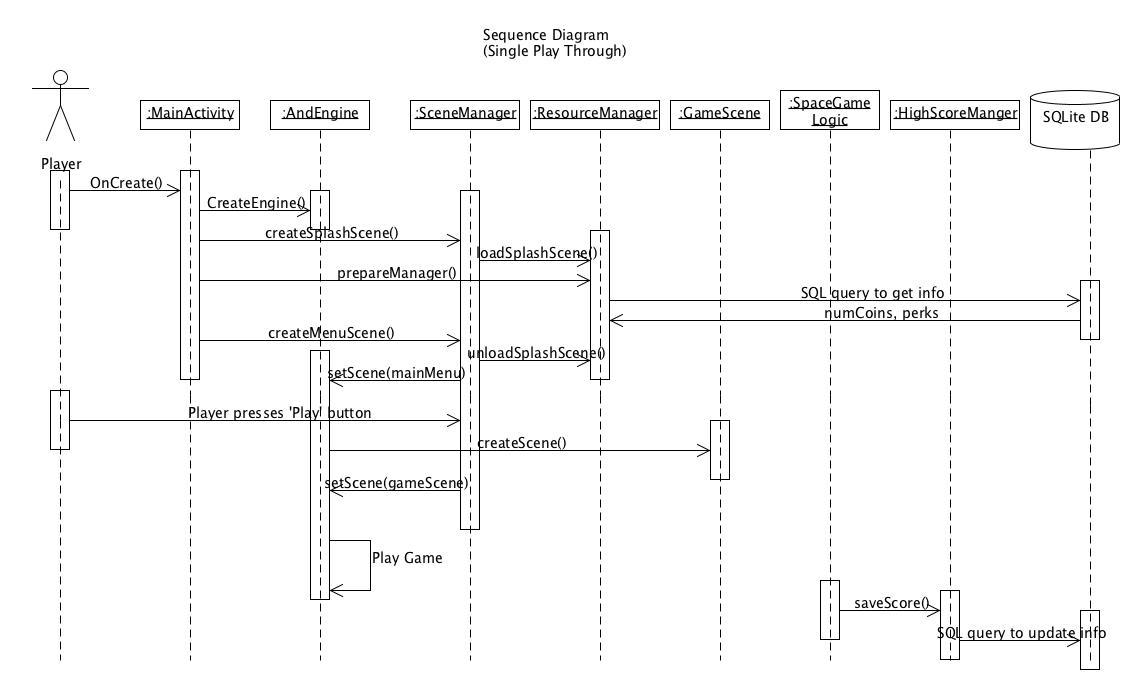 Sequence Diagram
(Single Play Through)
:MainActivity
:AndEngine
:SceneManager
:ResourceManager
:GameScene
:SpaceGame
Logic
:HighScoreManger
SQLite DB
Player
OnCreate()
CreateEngine()
createSplashScene()
loadSplashScene()
prepareManager()
SQL query to get info
numCoins, perks
createMenuScene()
unloadSplashScene()
setScene(mainMenu)
Player presses 'Play' button
createScene()
setScene(gameScene)
Play Game
saveScore()
SQL query to update info